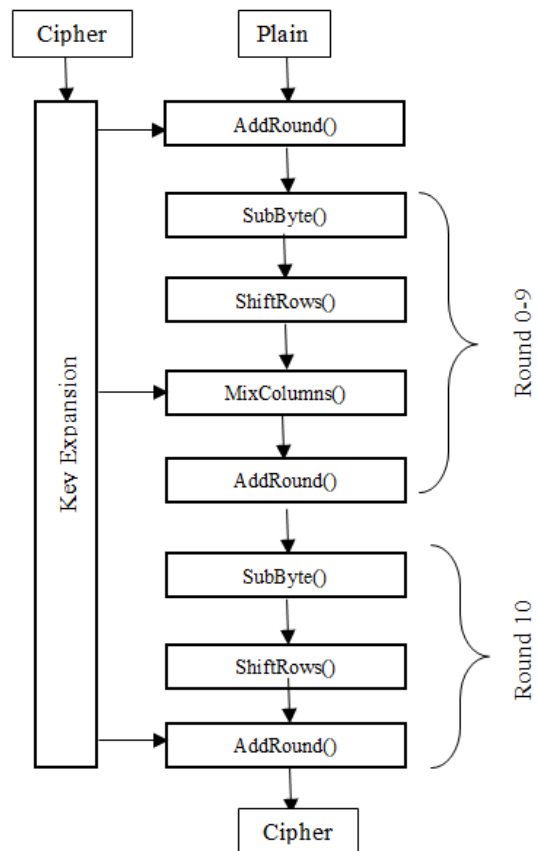 Cipher
Plain
AddRound()
SubByte()
ShiftRows()
MixColumns()
AddRound()
Round 0-9
Key Expansion
SubByte()
ShiftRows()
AddRound()
Round 10
Cipher